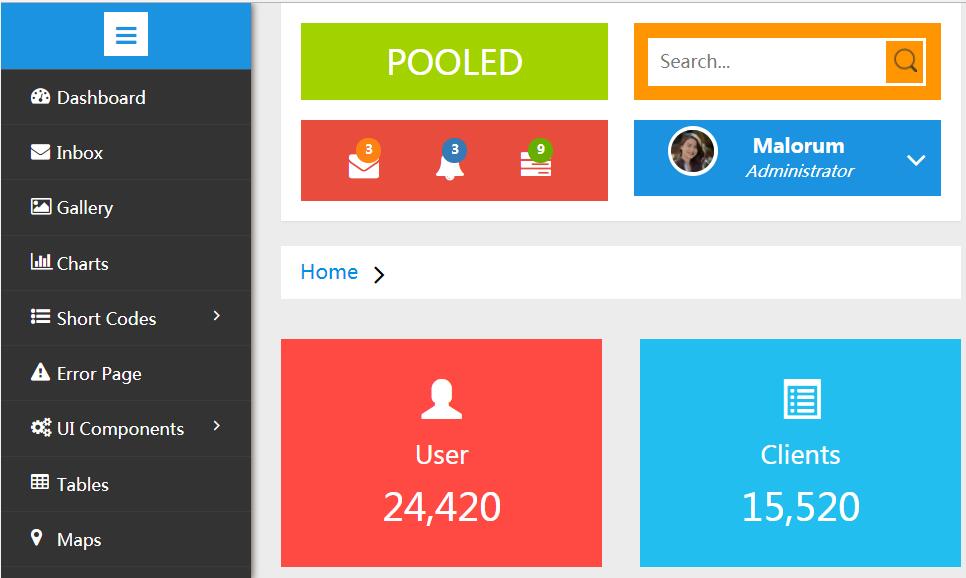 Dashboard
Inbox
Gallery
Charts
Short Codes
Error Page
UI Components
Tables
Maps
POOLED
Search...
3
3
9
Malorum
Administrator
Home
User
24,420
Clients
15,520